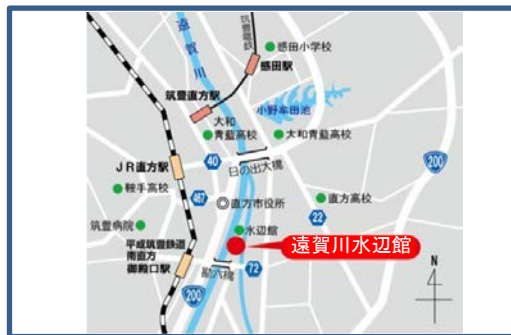 遠賀川
筑豊電鉄
感田小学校
感田駅
筑豊直方駅
小野牟田池
大和
青藍高校
大和青藍高校
200
JR直方駅
40
日の出大橋
鞍手高校
467
直方市役所
直方高校
22
筑豊病院
水辺館
遠賀川水辺館
平成筑豊鉄道
南直方
御殿口駅
勘六橋
72
200
N